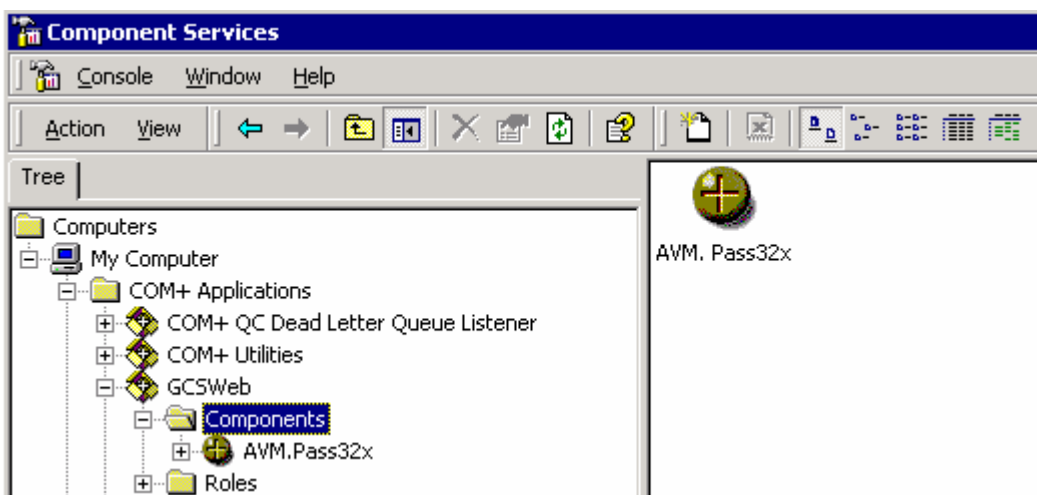 Component Services
Console Window Help
Action View
Tree
Computers
My Computer
COM+ Applications
COM+ QC Dead Letter Queue Listener
COM+ Utilities
GCSWeb
Components
AVM.Pass32x
Roles
AVM. Pass32x